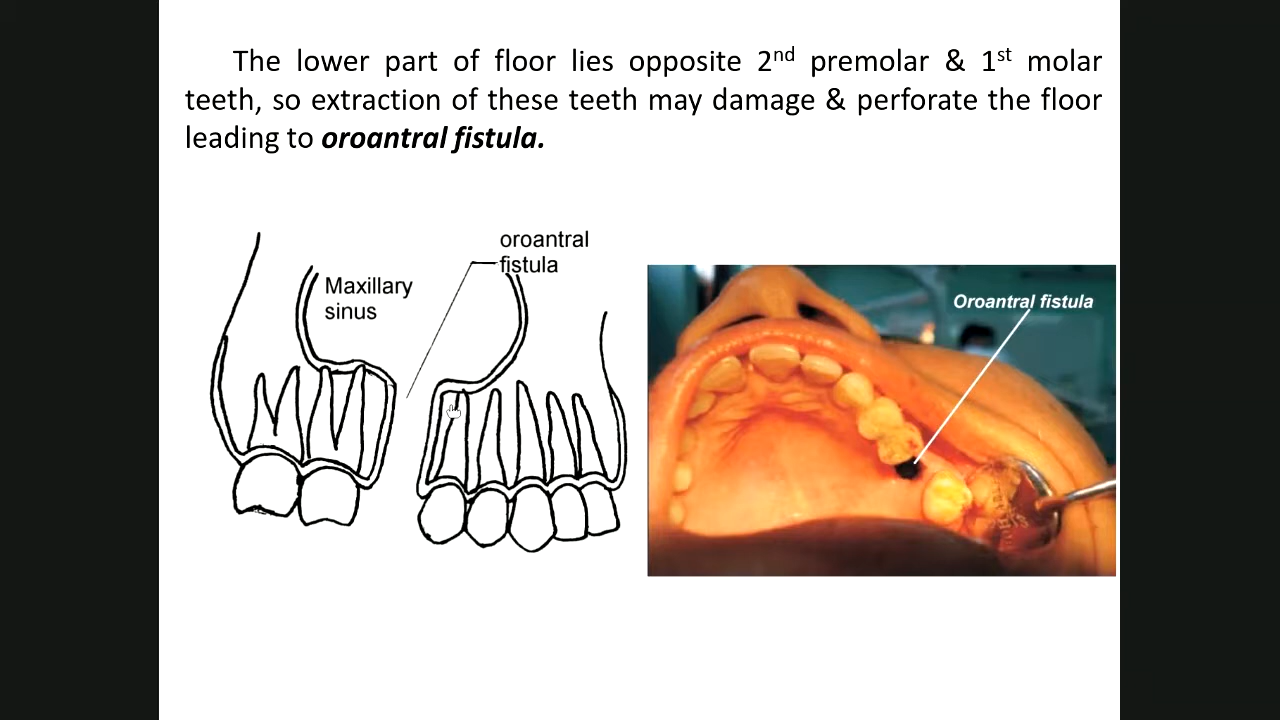 The lower part of floor lies opposite 2nd premolar & 1st molar
teeth, so extraction of these teeth may damage & perforate the floor
leading to oroantral fistula.
oroantral
fistula
Maxillary
sinus
Oroantral fistula